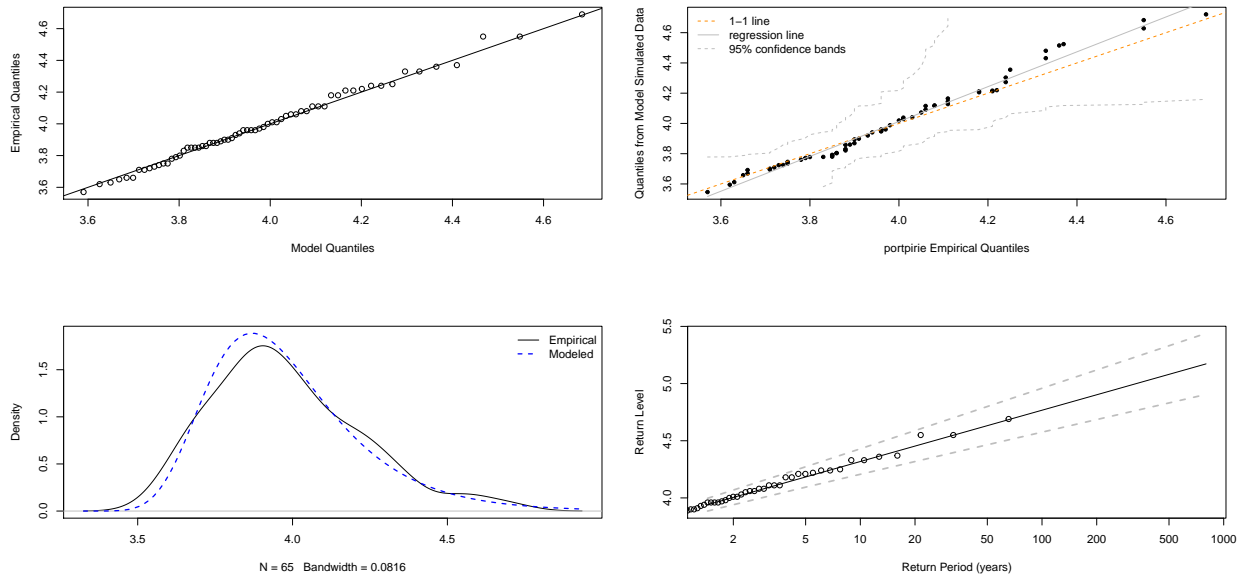 Empirical Quantiles
3.6 3.8 4.0 4.2 4.4 4.6
3.6 3.8 4.0 4.2 4.4 4.6
Model Quantiles
Quantiles from Model Simulated Data
3.6 3.8 4.0 4.2 4.4 4.6
1−1 line
regression line
95% confidence bands
3.6 3.8 4.0 4.2 4.4 4.6
portpirie Empirical Quantiles
Density
0.0 0.5 1.0 1.5
Empirical
Modeled
3.5 4.0 4.5
N = 65 Bandwidth = 0.0816
Return Level
4.0 4.5 5.0 5.5
2 5 10 20 50 100 200 500 1000
Return Period (years)